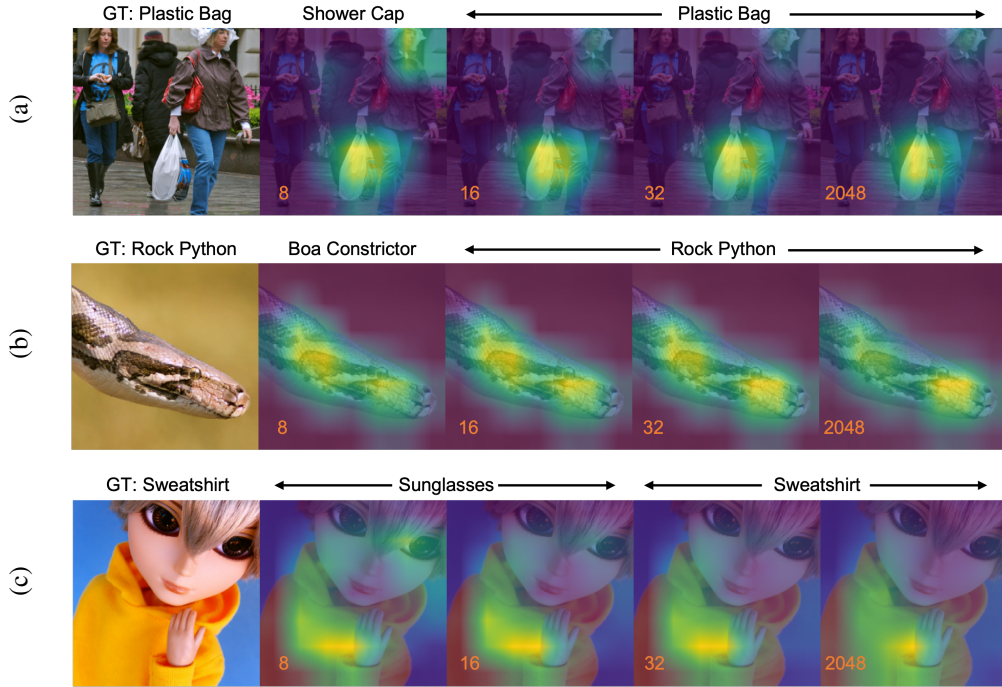 GT: Plastic Bag Shower Cap Plastic Bag
(a)
8 16 32 2048
GT: Rock Python Boa Constrictor Rock Python
(b)
8 16 32 2048
GT: Sweatshirt Sunglasses Sweatshirt
(c)
8 16 32 2048